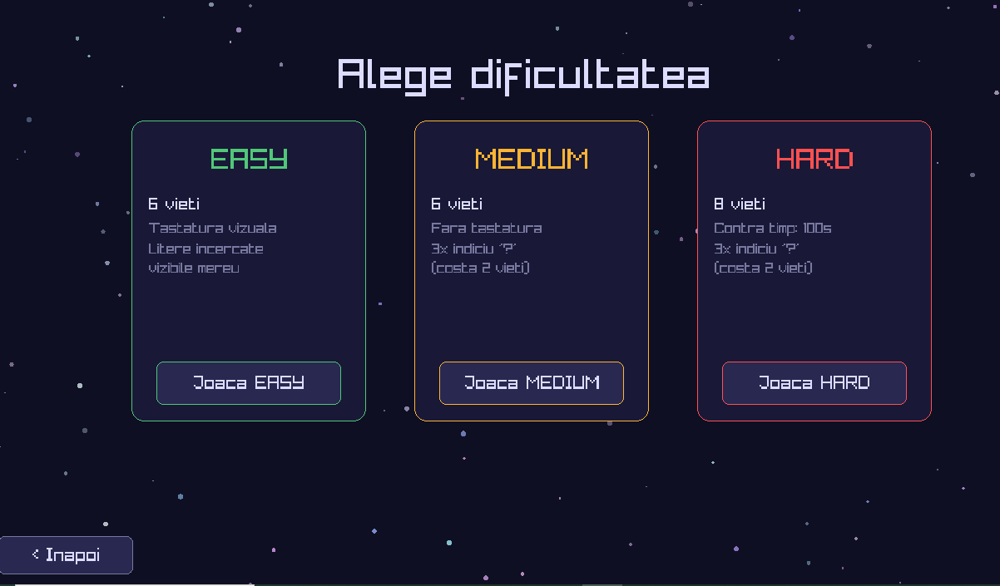 Alege dificultatea
EASY
6 vieti
Tastatura vizuala
Litere incercate
vizibile mereu
Joaca EASY
MEDIUM
6 vieti
Fara tastatura
3x indiciu '?'
(costa 2 vieti)
Joaca MEDIUM
HARD
8 vieti
Contra timp: 100s
3x indiciu '?'
(costa 2 vieti)
Joaca HARD
< Inapoi